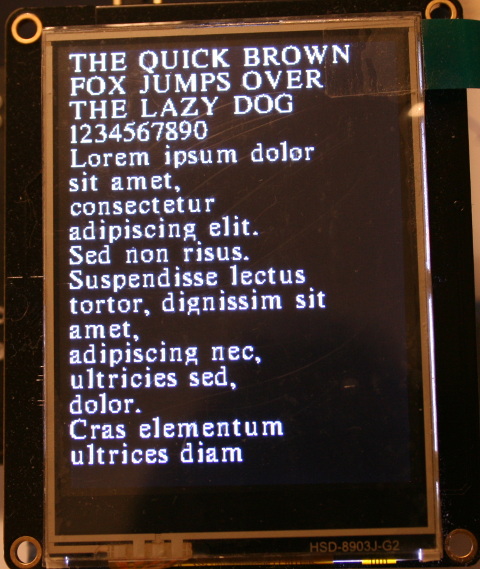 THE QUICK BROWN
FOX JUMPS OVER
THE LAZY DOG
1234567890
Lorem ipsum dolor
sit amet,
consectetur
adipiscing elit.
Sed non risus.
Suspendisse lectus
tortor, dignissim sit
amet,
adipiscing nec,
ultricies sed,
dolor.
Cras elementum
ultrices diam
HSD-8903J-G2